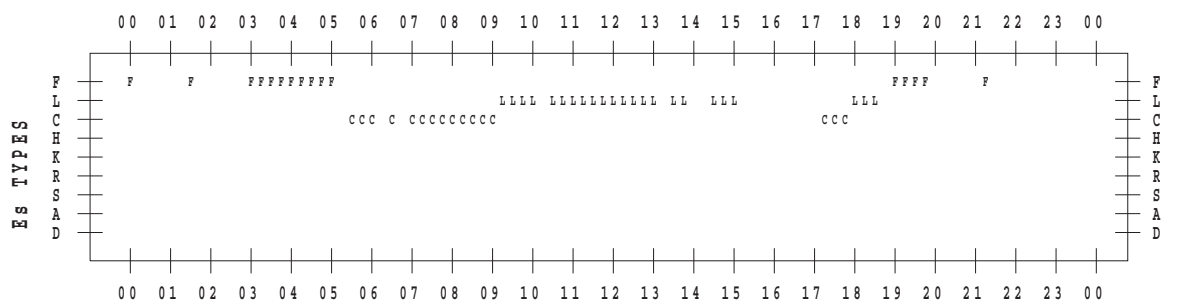 00 01 02 03 04 05 06 07 08 09 10 11 12 13 14 15 16 17 18 19 20 21 22 23 00
Es TYPES
F F F FFFFFFFFF FFFF F F
L LLLL LLLLLLLLLLL LL LLL LLL L
C CCC C CCCCCCCCC CCC C
H H
K K
R R
S S
A A
D D
00 01 02 03 04 05 06 07 08 09 10 11 12 13 14 15 16 17 18 19 20 21 22 23 00